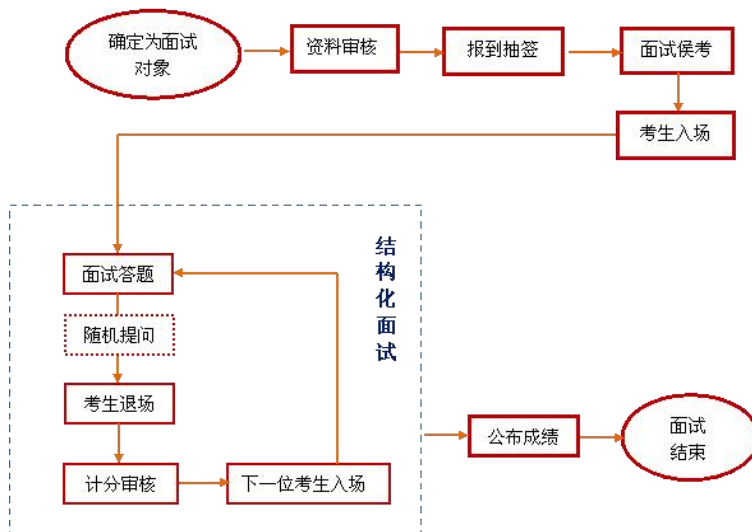 确定为面试
对象
资料审核
报到抽签
面试侯考
考生入场
结构化面试
面试答题
随机提问
考生退场
计分审核
下一位考生入场
公布成绩
面试
结束